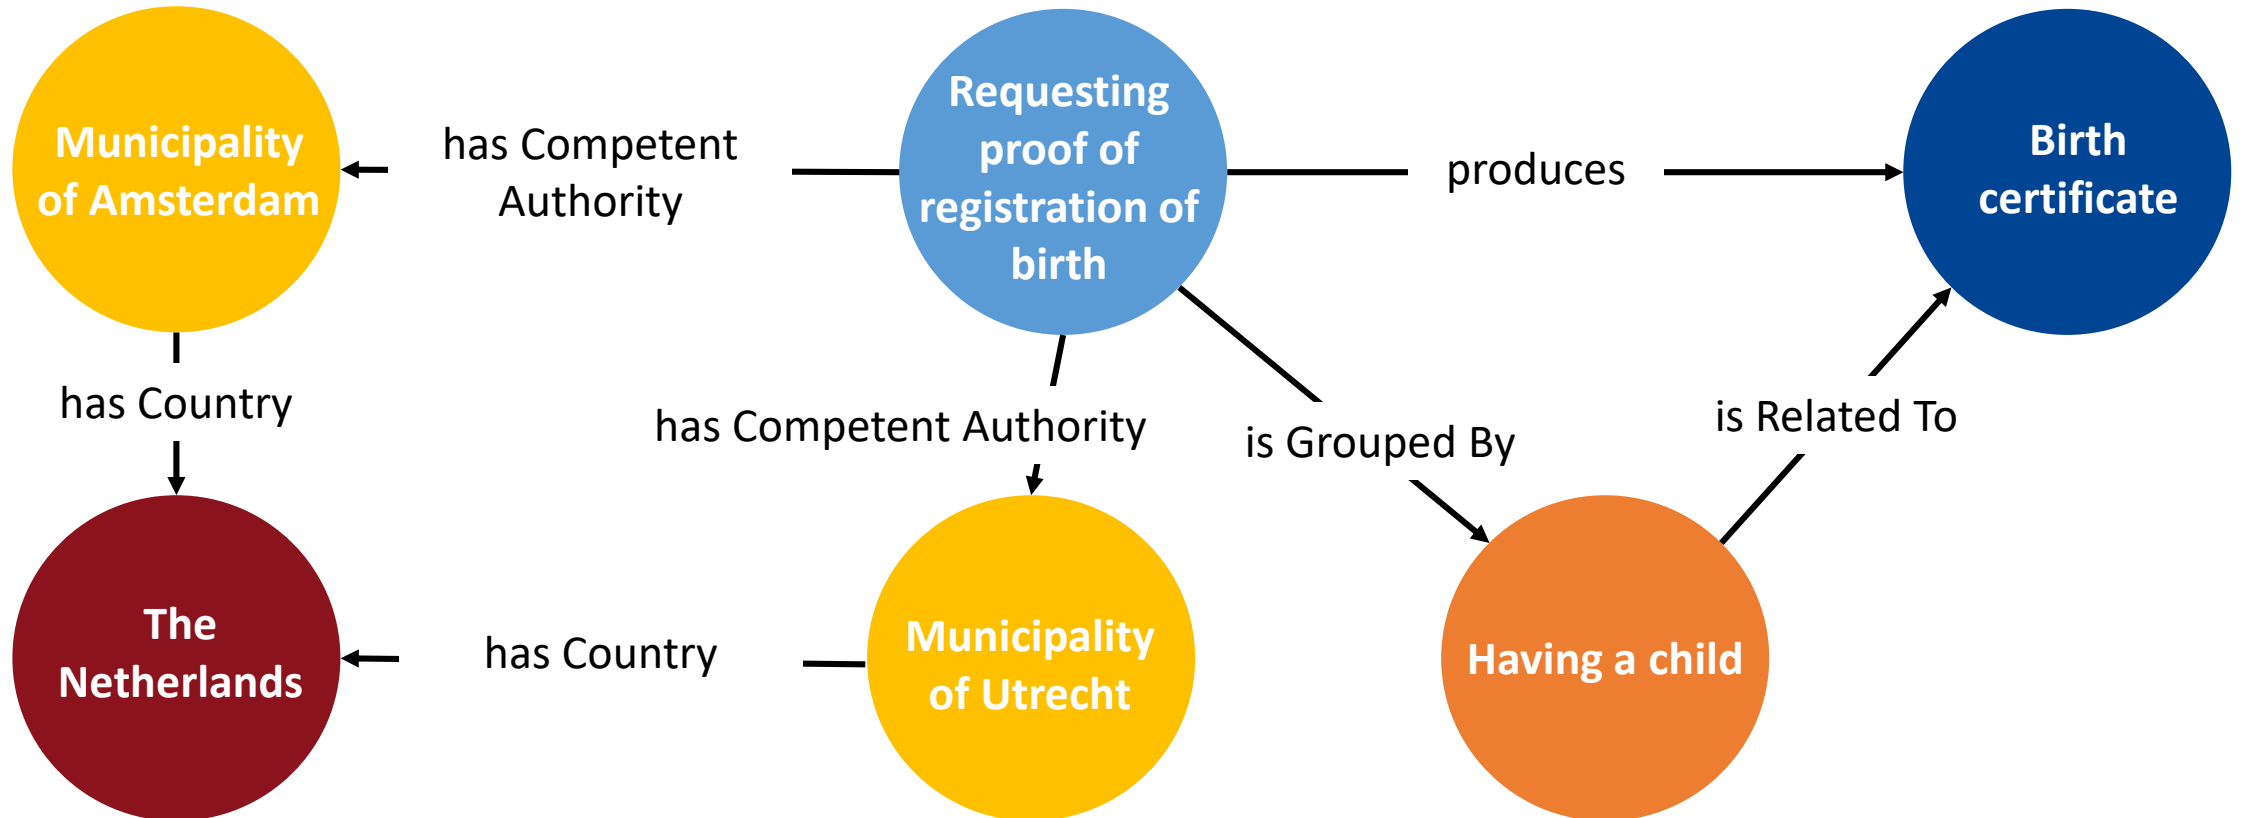 Municipality
of Amsterdam
has Competent
Authority
Requesting
proof of
registration of
birth
produces
Birth
certificate
has Country
has Competent Authority
is Grouped By
is Related To
The
Netherlands
has Country
Municipality
of Utrecht
Having a child